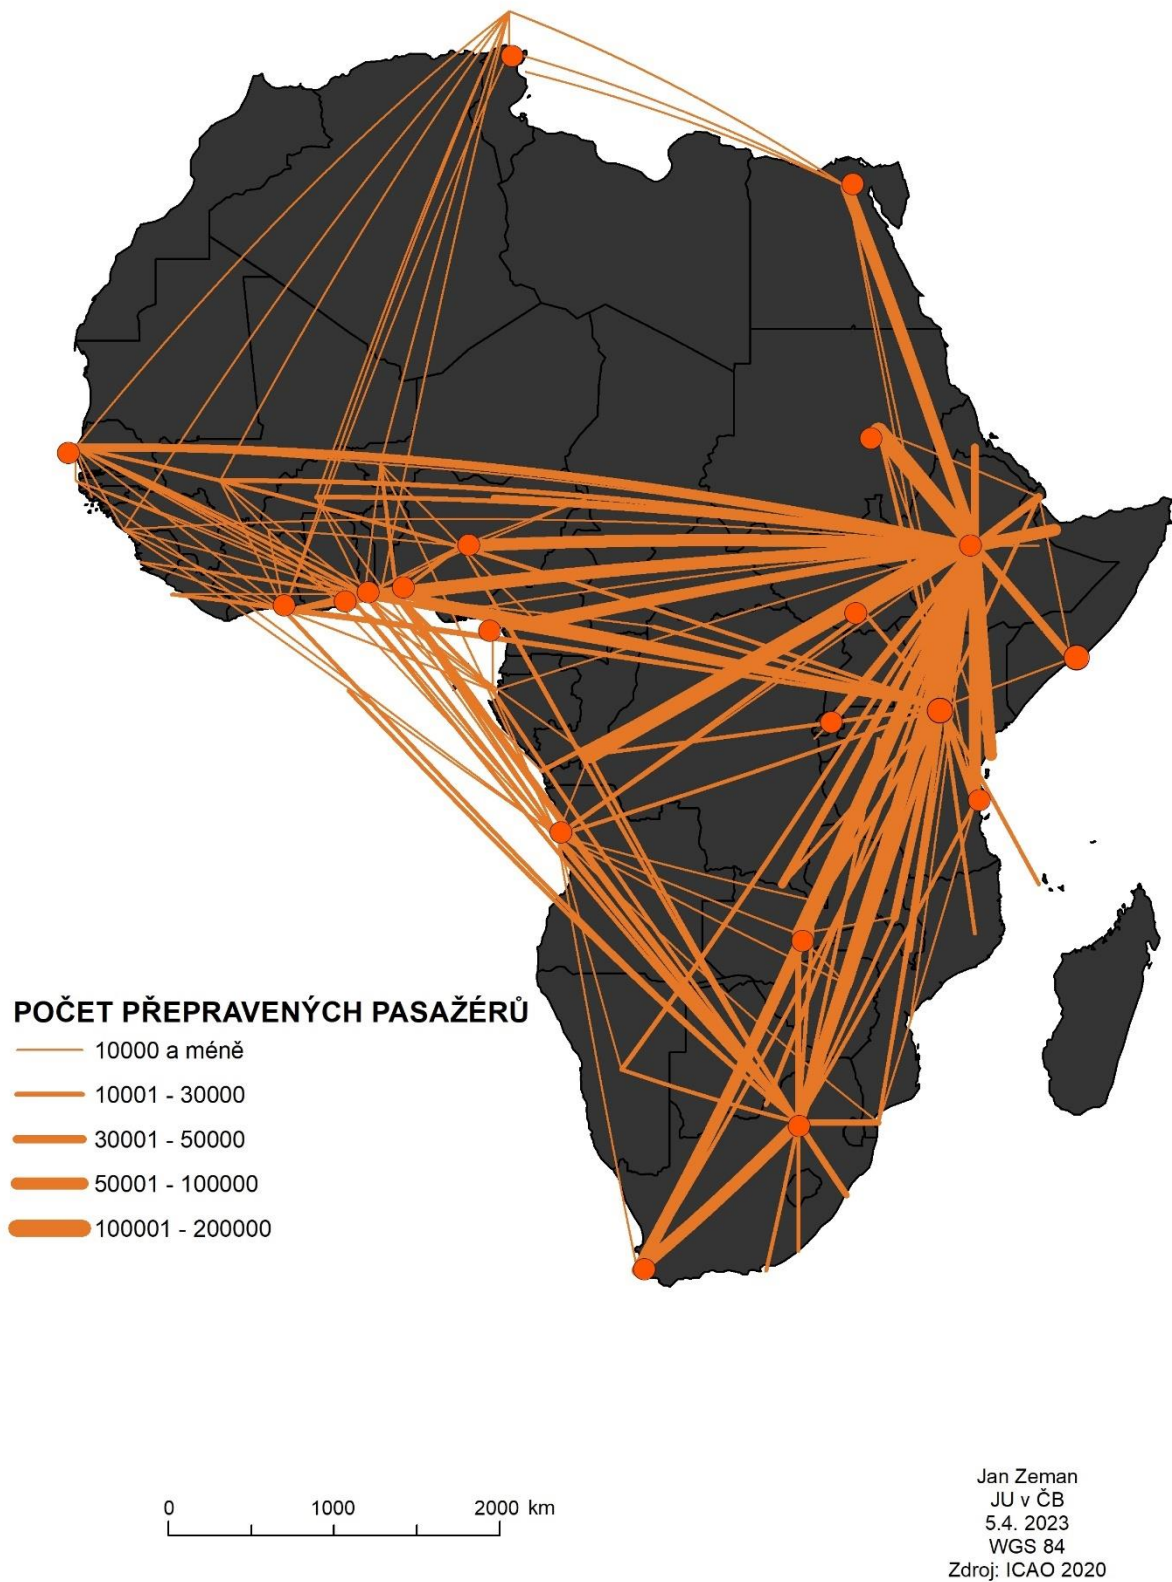 POČET PŘEPRAVENÝCH PASAŽÉRŮ
10000 a méně
10001 - 30000
30001 - 50000
50001 - 100000
100001 - 200000
0 1000 2000 km
Jan Zeman
JU v ČB
5.4. 2023
WGS 84
Zdroj: ICAO 2020